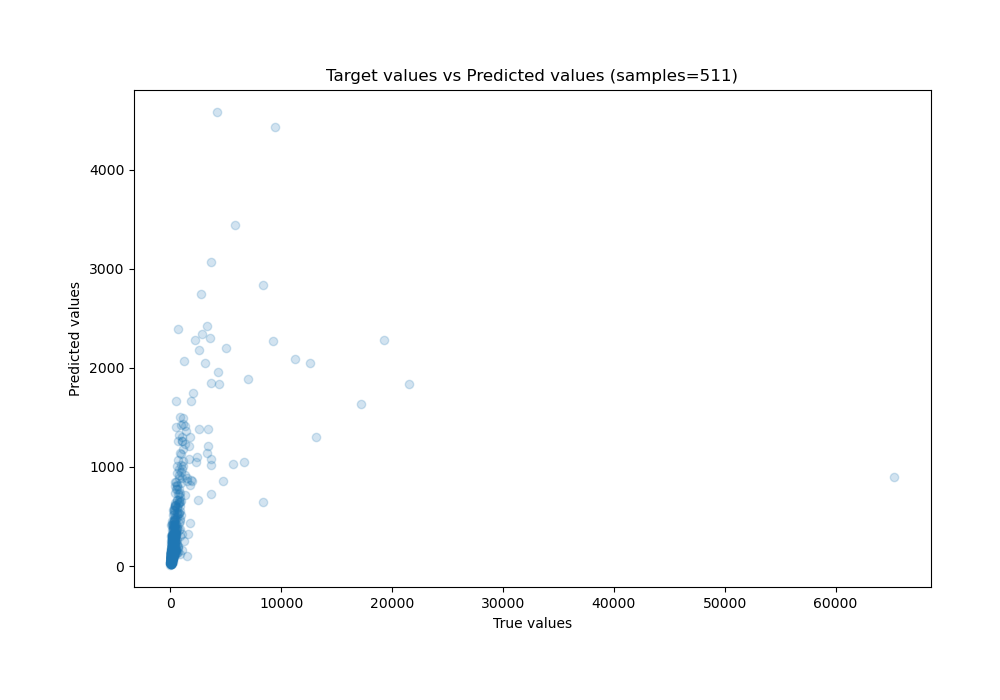 Target values vs Predicted values (samples=511)
4000
3000
2000
1000
0
Predicted values
0 10000 20000 30000 40000 50000 60000
True values